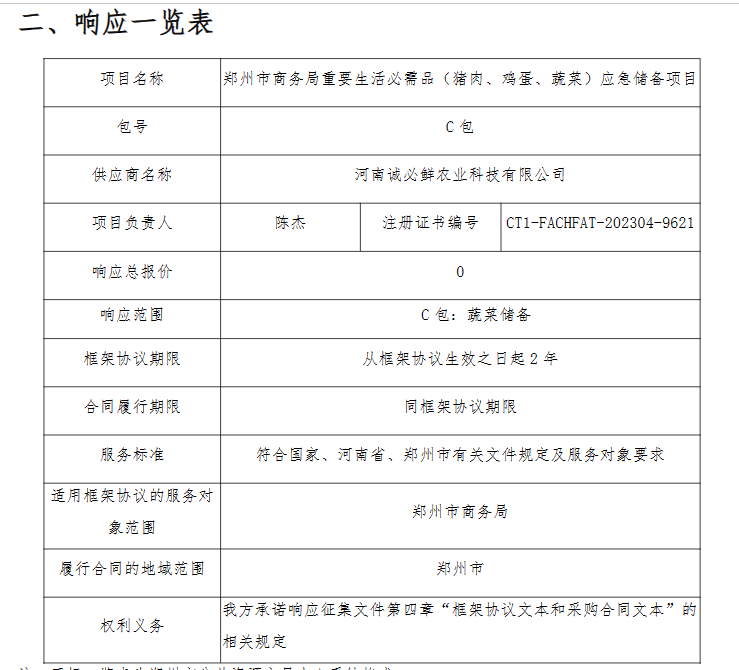 二、响应一览表
项目名称 郑州市商务局重要生活必需品（猪肉、鸡蛋、蔬菜）应急储备项目
包号 C 包
供应商名称 河南诚必鲜农业科技有限公司
项目负责人 陈杰 注册证书编号 CT1-FACHFAT-202304-9621
响应总报价 0
响应范围 C 包：蔬菜储备
框架协议期限 从框架协议生效之日起 2 年
合同履行期限 同框架协议期限
服务标准 符合国家、河南省、郑州市有关文件规定及服务对象要求
适用框架协议的服务对
象范围 郑州市商务局
履行合同的地域范围 郑州市
权利义务 我方承诺响应征集文件第四章“框架协议文本和采购合同文本”的
相关规定